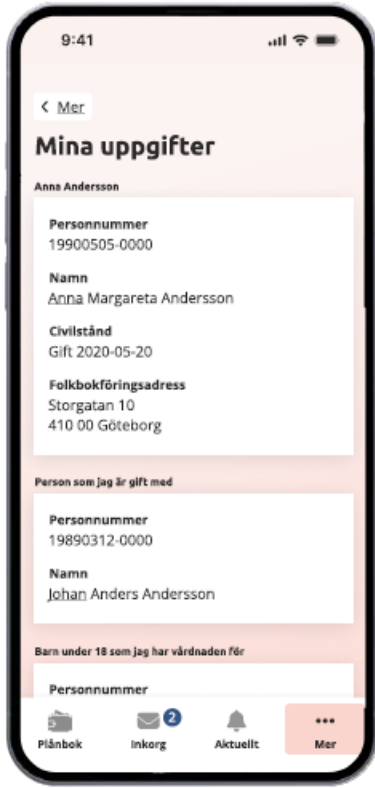 9:41
Mer
Mina uppgifter
Anna Andersson
Personnummer
19900505-0000
Namn
Anna Margareta Andersson
Civilstånd
Gift 2020-05-20
Folkbokföringsadress
Storgatan 10
410 00 Göteborg
Person som jag är gift med
Personnummer
19890312-0000
Namn
Johan Anders Andersson
Barn under 18 som jag har vårdnaden för
Personnummer
2
Plånbok Inkorg Aktuellt Mer